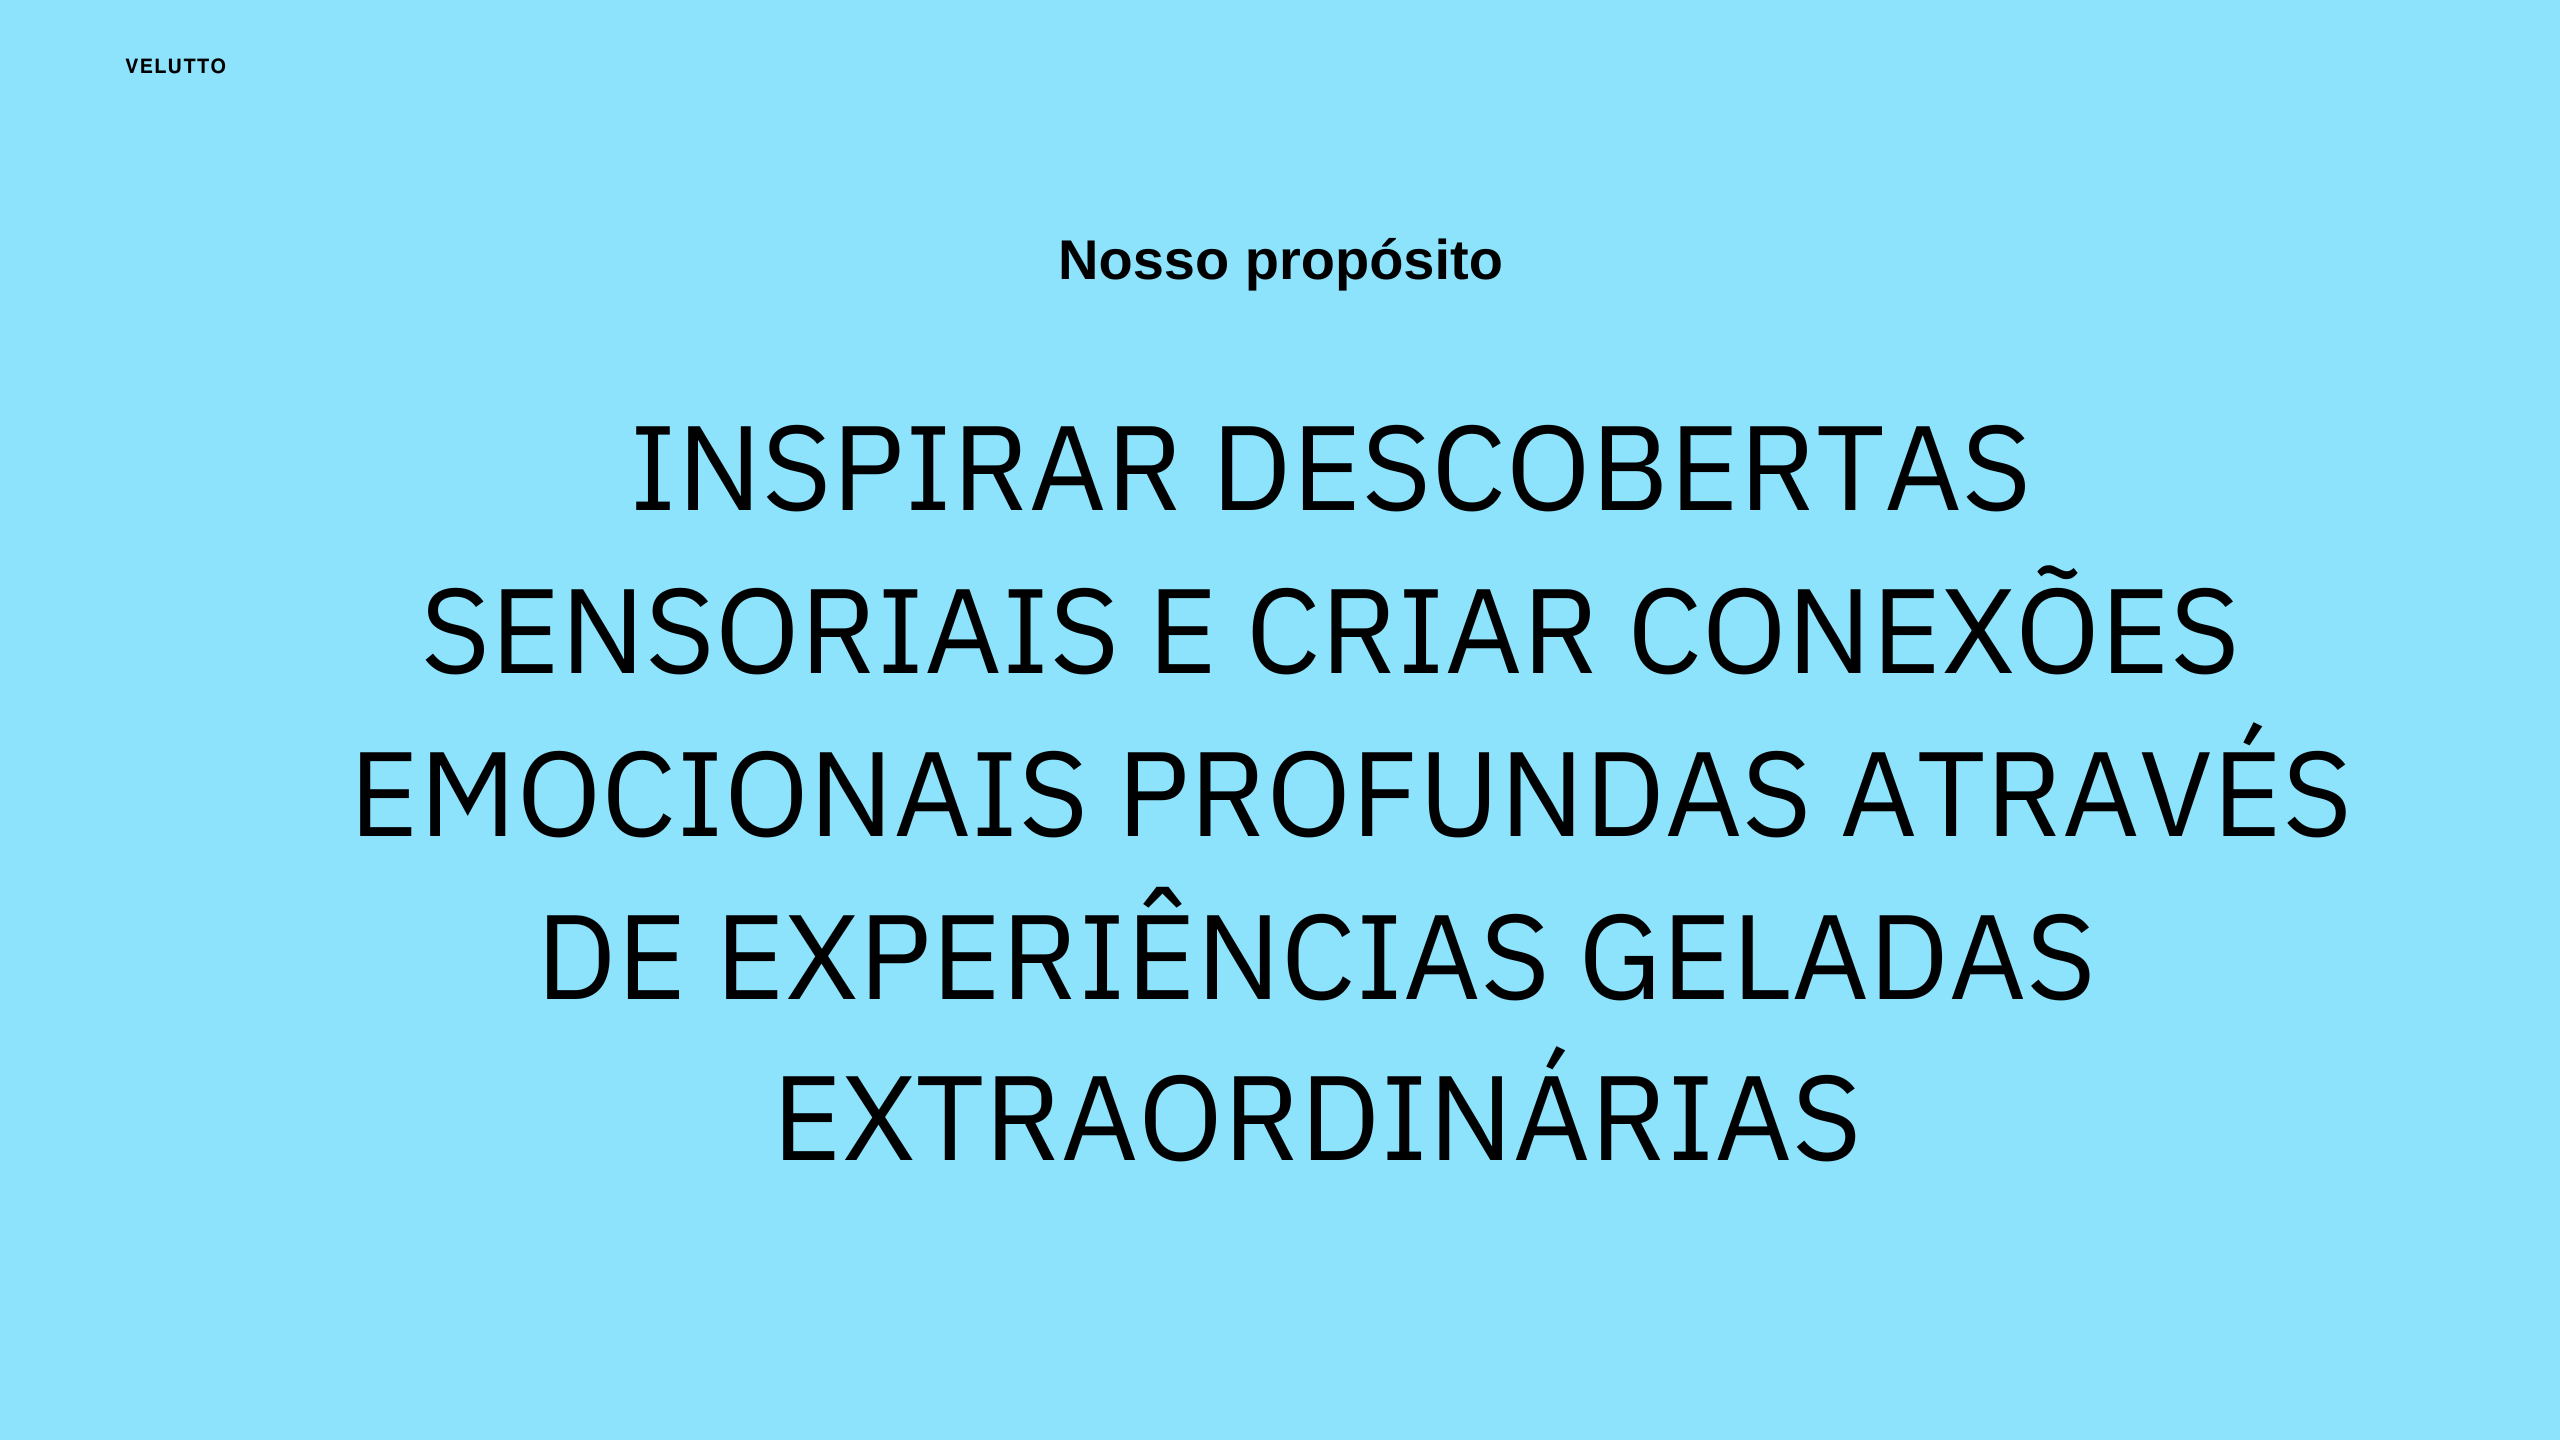 VELUTTO
Nosso propósito
INSPIRAR DESCOBERTAS
SENSORIAIS E CRIAR CONEXÕES
EMOCIONAIS PROFUNDAS ATRAVÉS
DE EXPERIÊNCIAS GELADAS
EXTRAORDINÁRIAS